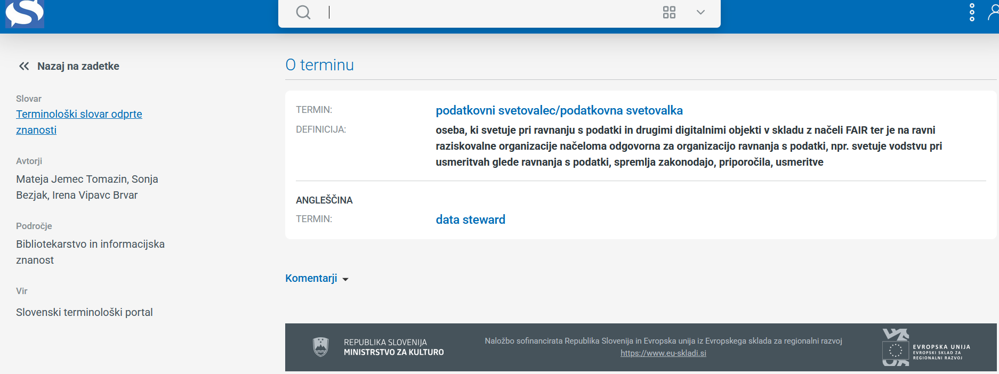 Nazaj na zadetke
Slovar
Terminološki slovar odprte
znanosti
Avtorji
Mateja Jemec Tomazin, Sonja
Bezjak, Irena Vipavc Brvar
Področje
Bibliotekarstvo in informacijska
znanost
Vir
Slovenski terminološki portal
O terminu
TERMIN: podatkovni svetovalec/podatkovna svetovalka
DEFINICIJA: oseba, ki svetuje pri ravnanju s podatki in drugimi digitalnimi objekti v skladu z načeli FAIR ter je na ravni
raziskovalne organizacije načeloma odgovorna za organizacijo ravnanja s podatki, npr. svetuje vodstvu pri
usmeritvah glede ravnanja s podatki, spremlja zakonodajo, priporočila, usmeritve
ANGLEŠČINA
TERMIN: data steward
Komentarji
REPUBLIKA SLOVENIJA
MINISTRSTVO ZA KULTURO
Naložbo sofinancirata Republika Slovenija in Evropska unija iz Evropskega sklada za regionalni razvoj
https://www.eu-skladi.si
EVROPSKA UNIJA
EVROPSKI SKLAD ZA
REGIONALNI RAZVOJ